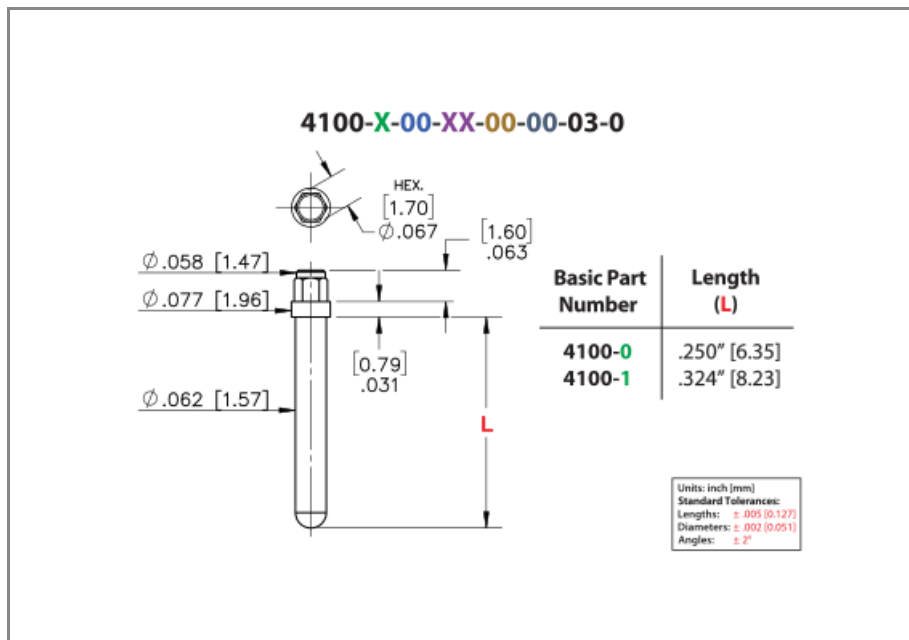 4100-X-00-XX-00-00-03-0
HEX.
[1.70]
∅.067
[1.60]
.063
∅.058 [1.47]
∅.077 [1.96]
[0.79]
.031
∅.062 [1.57]
L
Basic Part Number
Length (L)
4100-0 .250" [6.35]
4100-1 .324" [8.23]
Units: inch [mm]
Standard Tolerances:
Lengths: ± .005 [0.127]
Diameters: ± .002 [0.051]
Angles: ± 2°